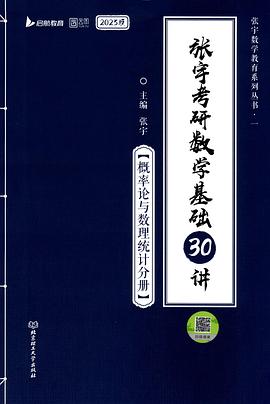 启航教育
2023版
张宇数学教育系列丛书·一
张宇考研数学基础30讲
主编 张宇
【概率论与数理统计分册】
北京理工大学出版社